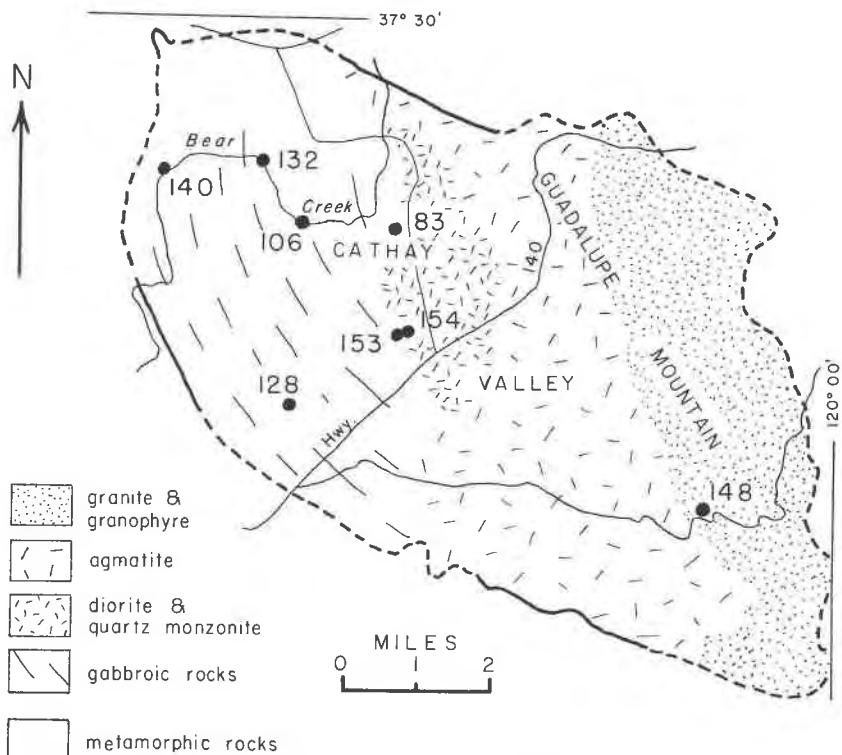 37° 30'
N
Bear
132
140
Creek
106
83
CATHAY
GUADALUPE
140
153
154
128
VALLEY
MOUNTAIN
Hwy.
120° 00'
148
granite &
granophyre
agmatite
diorite &
quartz monzonite
gabbroic rocks
metamorphic rocks
MILES
0 1 2